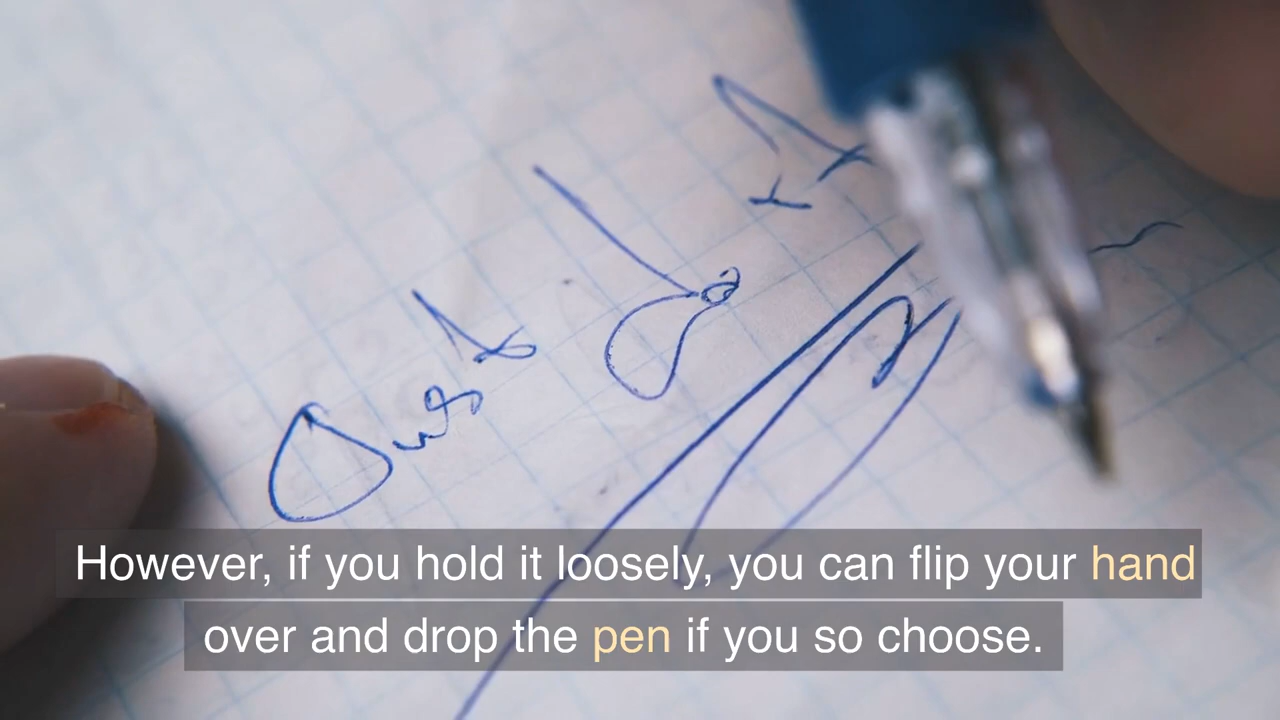 However, if you hold it loosely, you can flip your hand
over and drop the pen if you so choose.